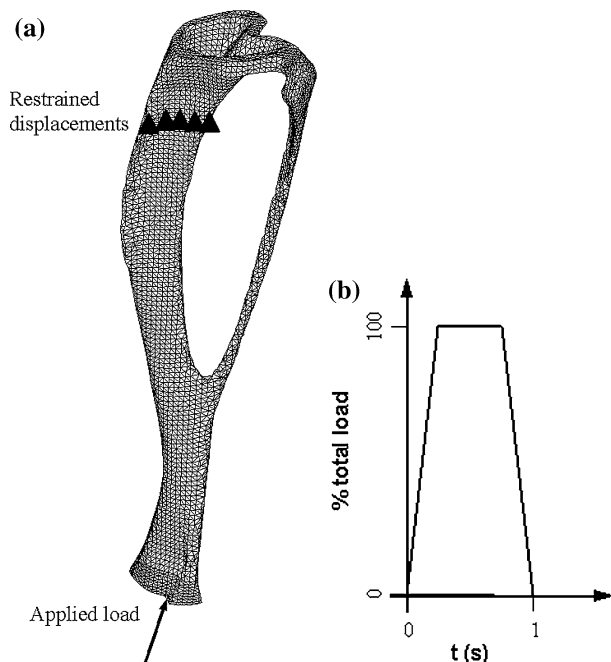 (a)
Restrained
displacements
Applied load
(b)
100
% total load
0
0
1
t (s)